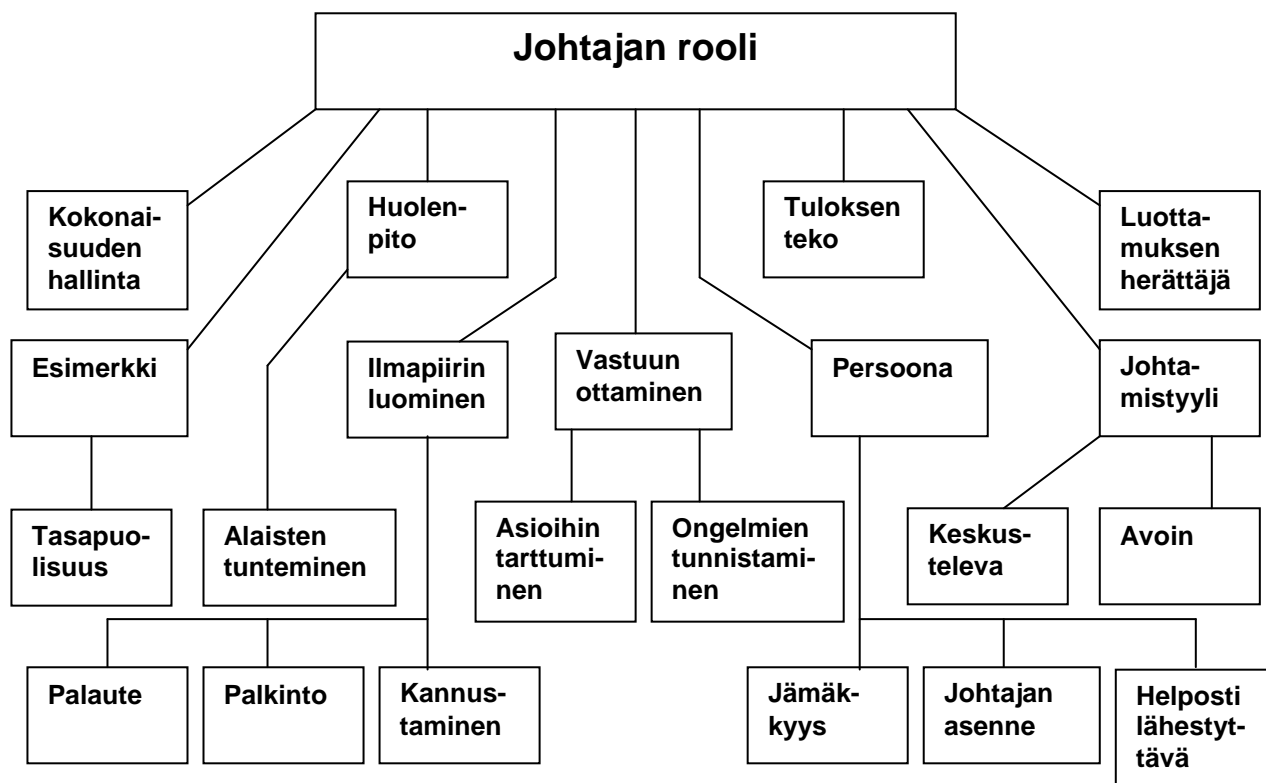 Johtajan rooli
Kokonai-
suuden
hallinta
Huolen-
pito
Tuloksen
teko
Luotta-
muksen
herättäjä
Esimerkki
Ilmapiirin
luominen
Vastuun
ottaminen
Persoona
Johta-
mistyyli
Tasapuo-
lisuus
Alaisten
tunteminen
Asioihin
tarttumi-
nen
Ongelmien
tunnistami-
nen
Keskus-
televa
Avoin
Palaute
Palkinto
Kannus-
taminen
Jämäk-
kyys
Johtajan
asenne
Helposti
lähestyt-
tävä